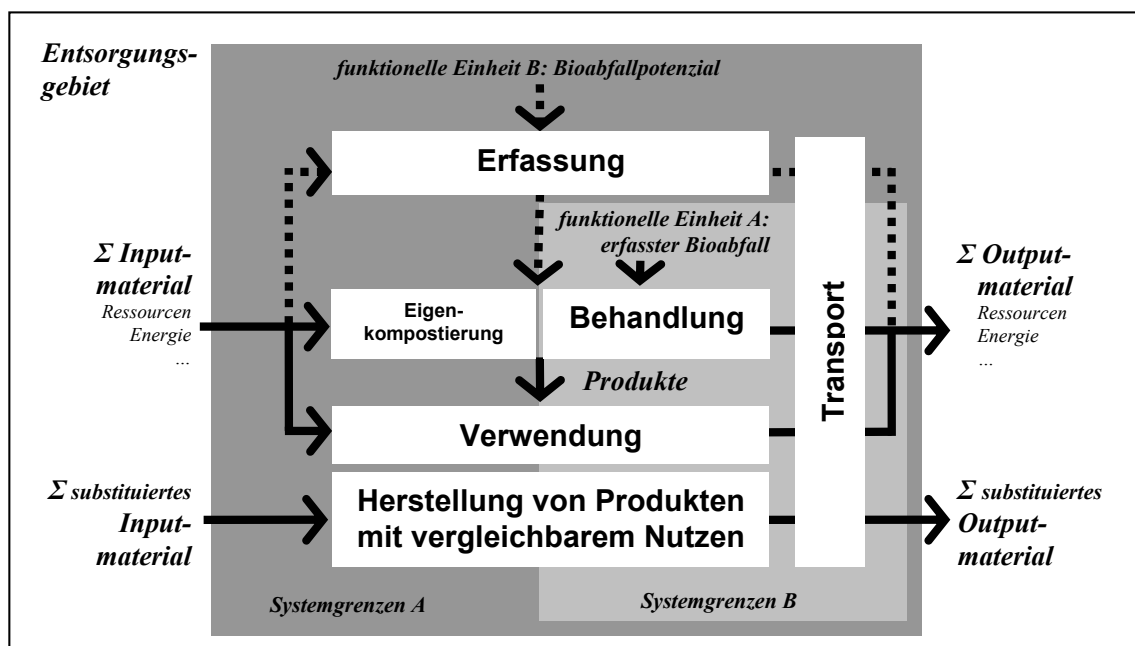 Entsorgungs-
gebiet
funktionelle Einheit B: Bioabfallpotenzial
Erfassung
funktionelle Einheit A:
erfasster Bioabfall
Σ Input-
material
Ressourcen
Energie
...
Eigen-
kompostierung
Behandlung
Transport
Σ Output-
material
Ressourcen
Energie
...
Produkte
Verwendung
Σ substituiertes
Input-
material
Herstellung von Produkten
mit vergleichbarem Nutzen
Σ substituiertes
Output-
material
Systemgrenzen A
Systemgrenzen B